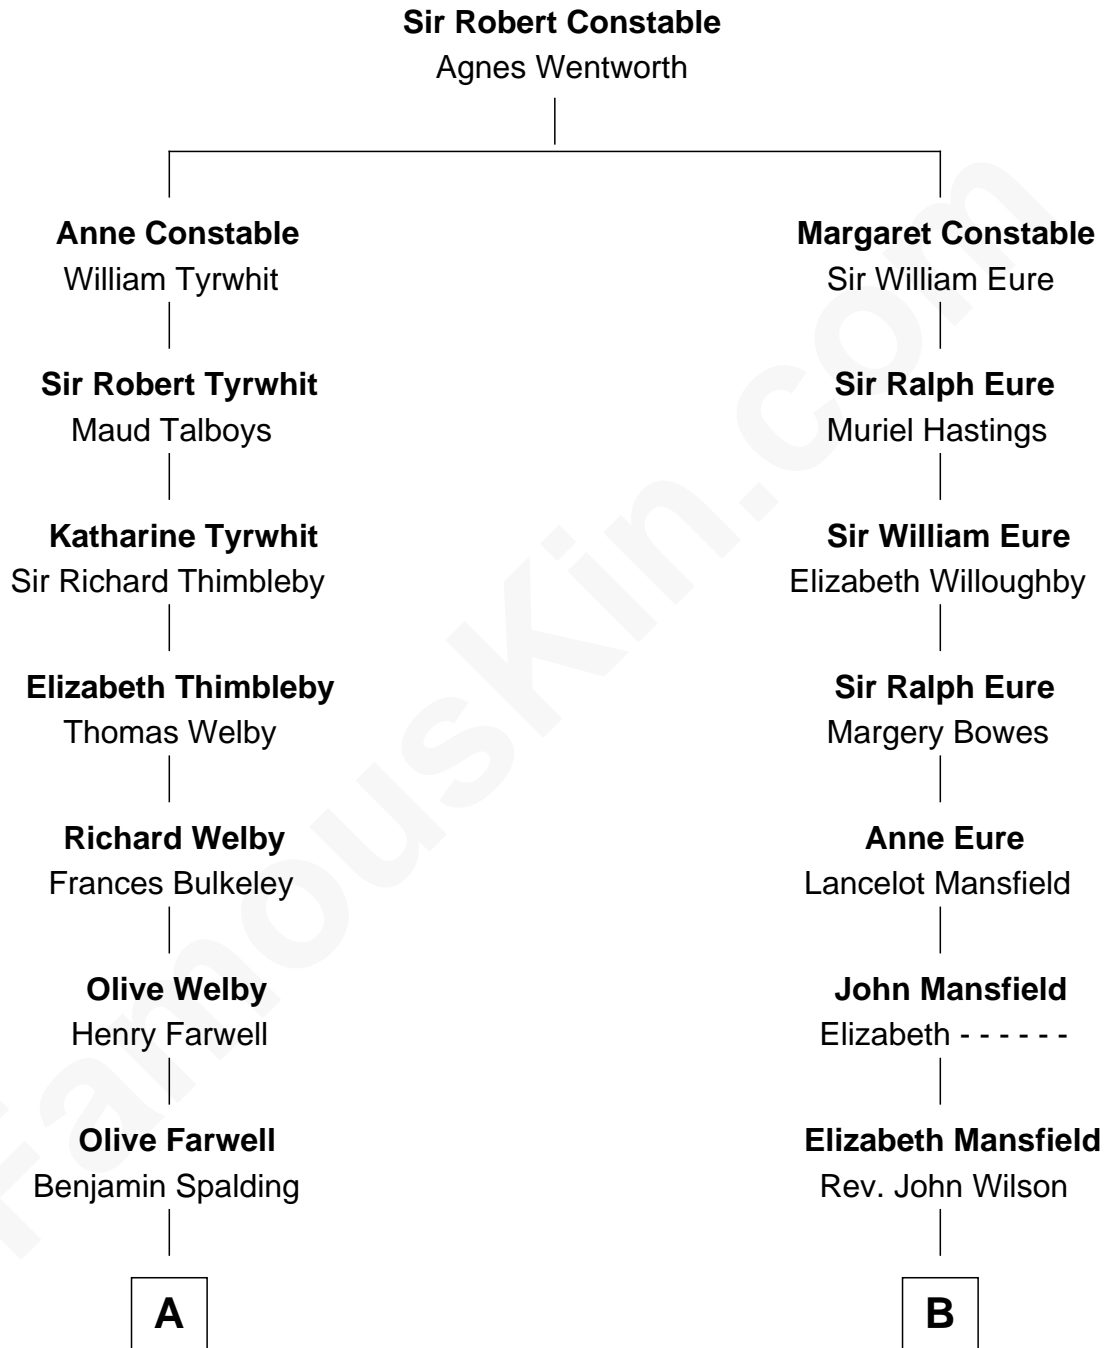 Sir Robert Constable
Agnes Wentworth
Anne Constable
William Tyrwhit
Sir Robert Tyrwhit
Maud Talboys
Katharine Tyrwhit
Sir Richard Thimbleby
Elizabeth Thimbleby
Thomas Welby
Richard Welby
Frances Bulkeley
Olive Welby
Henry Farwell
Olive Farwell
Benjamin Spalding
A
Margaret Constable
Sir William Eure
Sir Ralph Eure
Muriel Hastings
Sir William Eure
Elizabeth Willoughby
Sir Ralph Eure
Margery Bowes
Anne Eure
Lancelot Mansfield
John Mansfield
Elizabeth - - - - - -
Elizabeth Mansfield
Rev. John Wilson
B
FamousKin.com